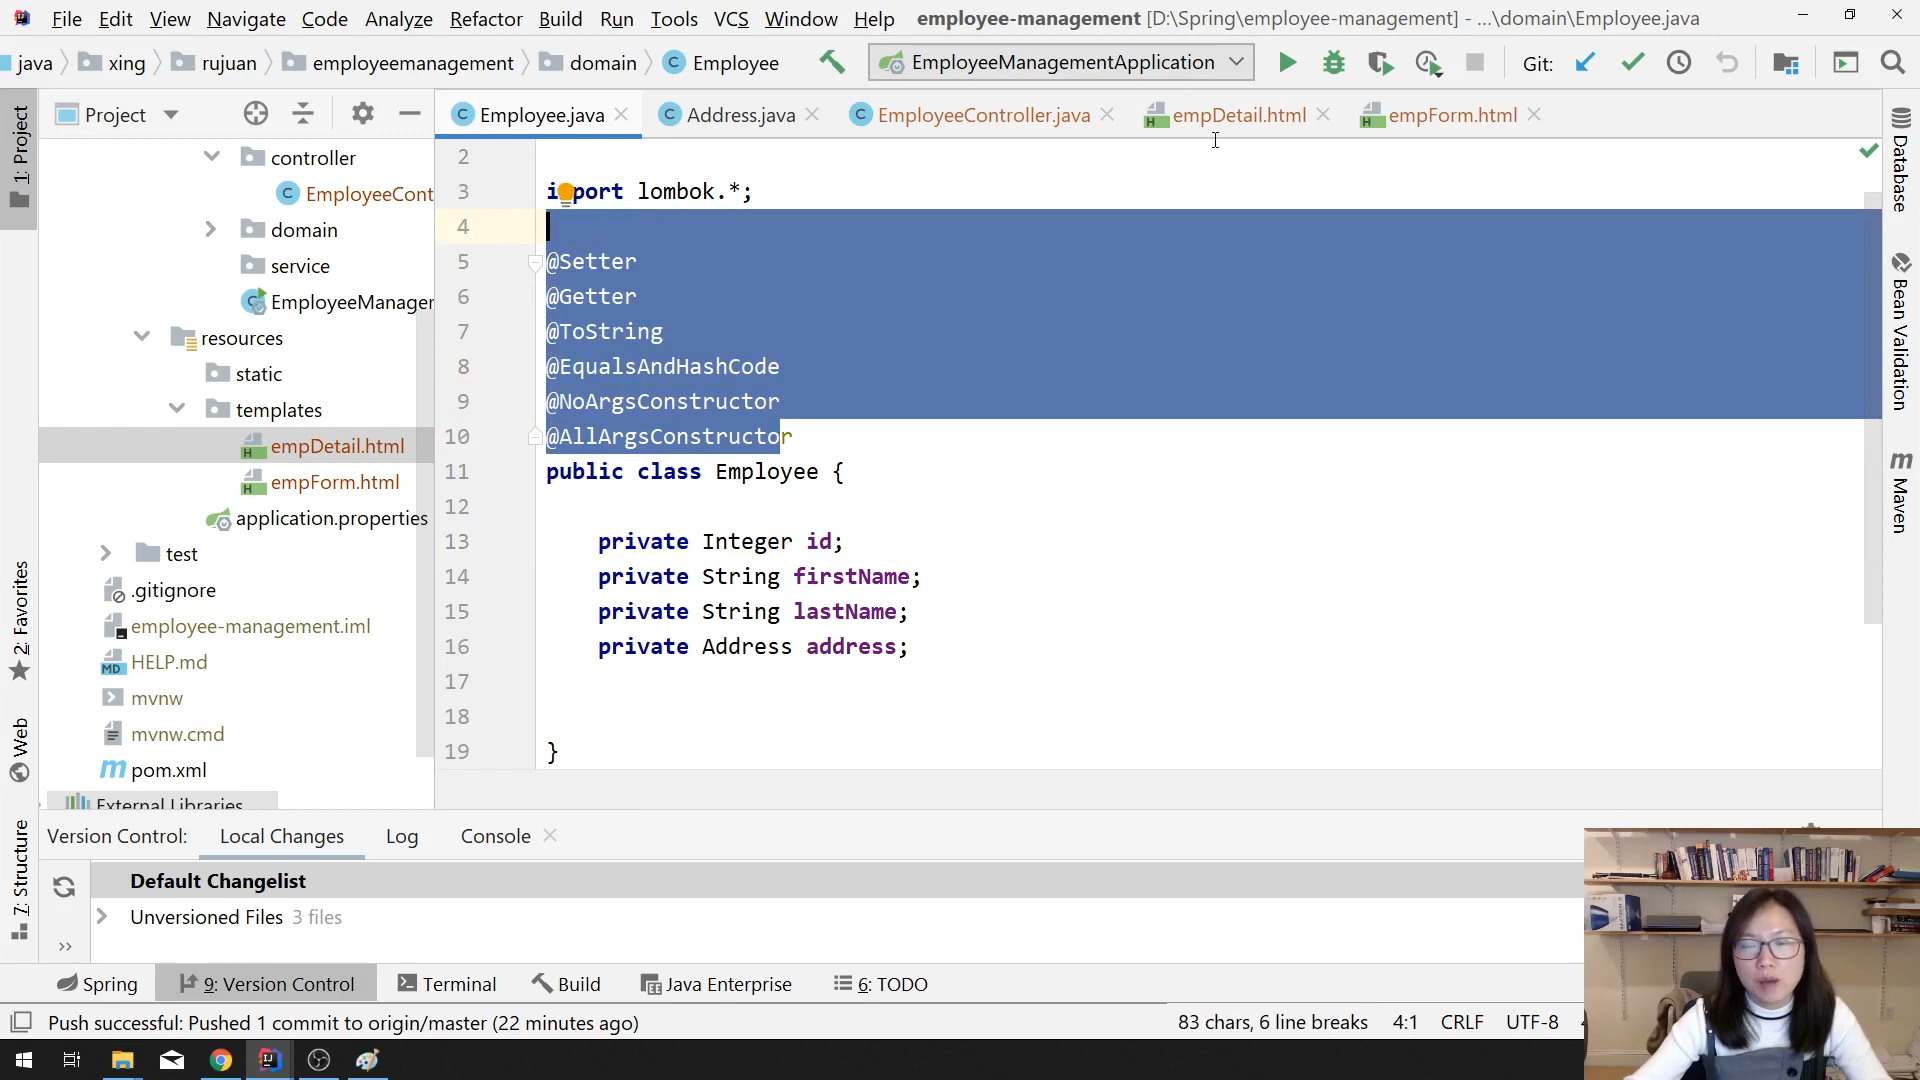 File Edit View Navigate Code Analyze Refactor Build Run Tools VCS Window Help employee-management [D:\Spring\employee-management] - ...\domain\Employee.java
java xing rujuan employeemanagement domain Employee EmployeeManagementApplication Git:
Project
Employee.java Address.java EmployeeController.java empDetail.html empForm.html
1: Project
2: Favorites
Web
7: Structure
controller
EmployeeCont
domain
service
EmployeeManager
resources
static
templates
empDetail.html
empForm.html
application.properties
test
.gitignore
employee-management.iml
HELP.md
mvnw
mvnw.cmd
pom.xml
External Libraries
2
3 import lombok.*;
4
5 @Setter
6 @Getter
7 @ToString
8 @EqualsAndHashCode
9 @NoArgsConstructor
10 @AllArgsConstructor
11 public class Employee {
12
13 private Integer id;
14 private String firstName;
15 private String lastName;
16 private Address address;
17
18
19 }
Database
Bean Validation
Maven
Version Control: Local Changes Log Console
Default Changelist
Unversioned Files 3 files
Spring 9: Version Control Terminal Build Java Enterprise 6: TODO
Push successful: Pushed 1 commit to origin/master (22 minutes ago) 83 chars, 6 line breaks 4:1 CRLF UTF-8